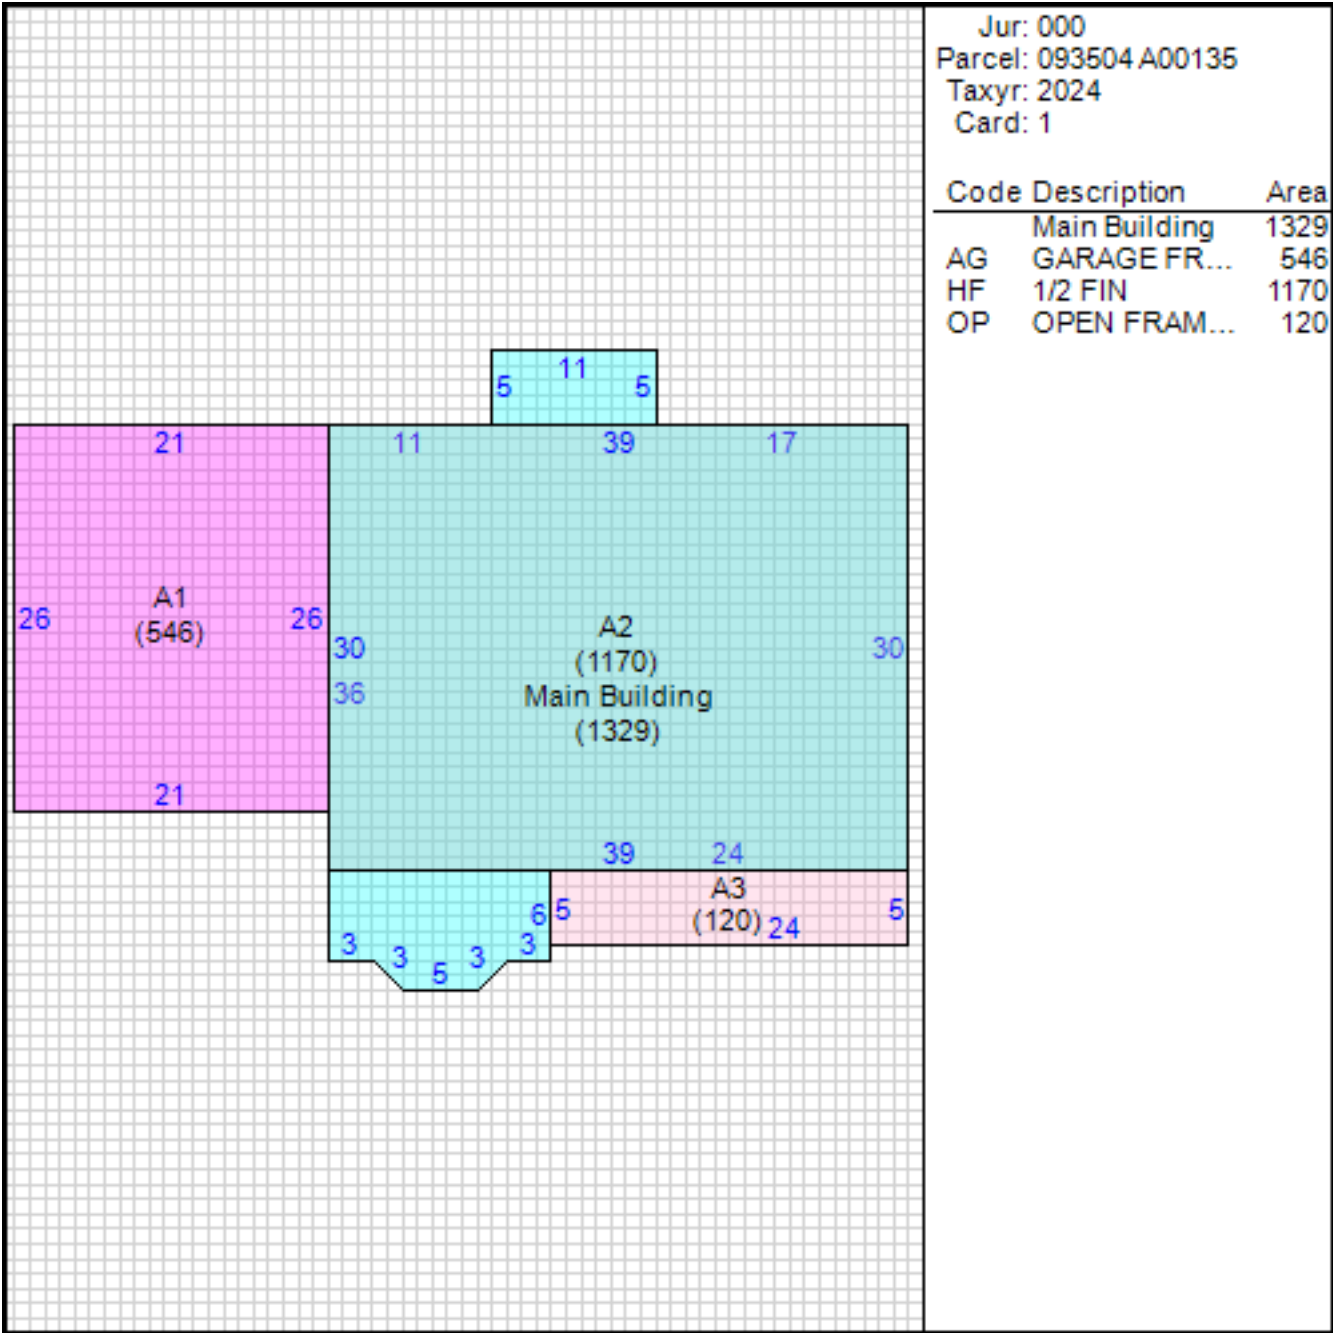 Jur: 000
Parcel: 093504 A00135
Taxyr: 2024
Card: 1
Code Description Area
Main Building 1329
AG GARAGE FR... 546
HF 1/2 FIN 1170
OP OPEN FRAM... 120
11
5 5
21 11 39 17
A1
(546)
26 26
30 30
36
A2
(1170)
Main Building
(1329)
21
39 24
A3
(120)
6 5 24 5
3 3 5 3 3